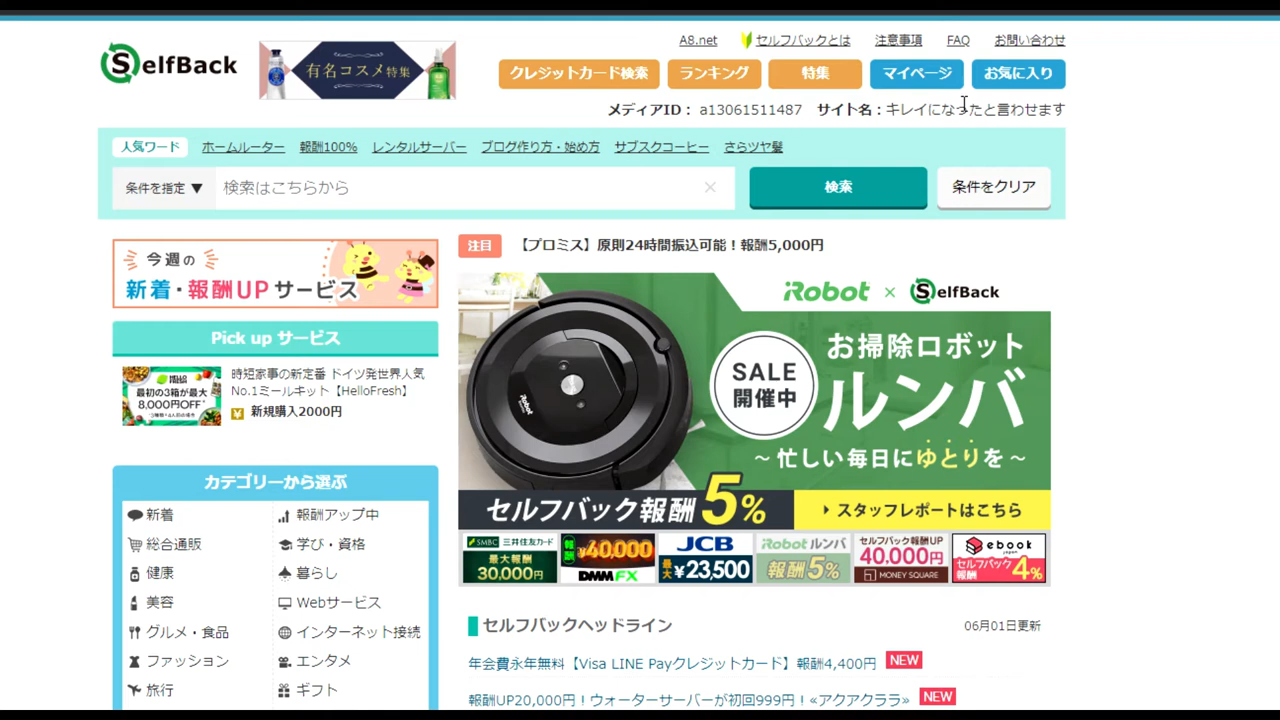 SelfBack
有名コスメ特集
A8.net
セルフバックとは
注意事項
FAQ
お問い合わせ
クレジットカード検索
ランキング
特集
マイページ
お気に入り
メディアID： a13061511487 サイト名：キレイになったと言わせます
人気ワード
ホームルーター
報酬100%
レンタルサーバー
ブログ作り方・始め方
サブスクコーヒー
さらツヤ髪
条件を指定 ▼
検索はこちらから
検索
条件をクリア
今週の
新着・報酬UPサービス
Pick up サービス
最初の3箱が最大
8,000円OFF
時短家事の新定番 ドイツ発世界人気
No.1ミールキット【HelloFresh】
新規購入2000円
カテゴリーから選ぶ
新着
報酬アップ中
総合通販
学び・資格
健康
暮らし
美容
Webサービス
グルメ・食品
インターネット接続
ファッション
エンタメ
旅行
ギフト
注目
【プロミス】原則24時間振込可能！報酬5,000円
iRobot × SelfBack
iRobot
SALE
開催中
お掃除ロボット
ルンバ
～忙しい毎日にゆとりを～
セルフバック報酬5%
スタッフレポートはこちら
SMBC 三井住友カード
最大報酬
30,000円
報酬
¥40,000
DMM FX
JCB
最大¥23,500
iRobot ルンバ
報酬5%
セルフバック報酬UP
40,000円
MONEY SQUARE
ebook
japan
セルフバック
報酬4%
セルフバックヘッドライン
06月01日更新
年会費永年無料【Visa LINE Payクレジットカード】報酬4,400円 NEW
報酬UP20,000円！ウォーターサーバーが初回999円！≪アクアクララ≫ NEW